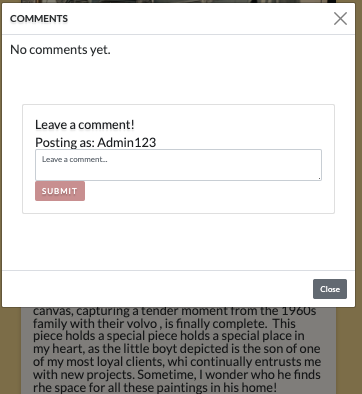 COMMENTS
No comments yet.
Leave a comment!
Posting as: Admin123
Leave a comment...
SUBMIT
Close
canvas, capturing a tender moment from the 1960s
family with their volvo , is finally complete. This
piece holds a special piece holds a special place in
my heart, as the little boyt depicted is the son of one
of my most loyal clients, whi continually entrusts me
with new projects. Sometime, I wonder who he finds
rhe space for all these paintings in his home!